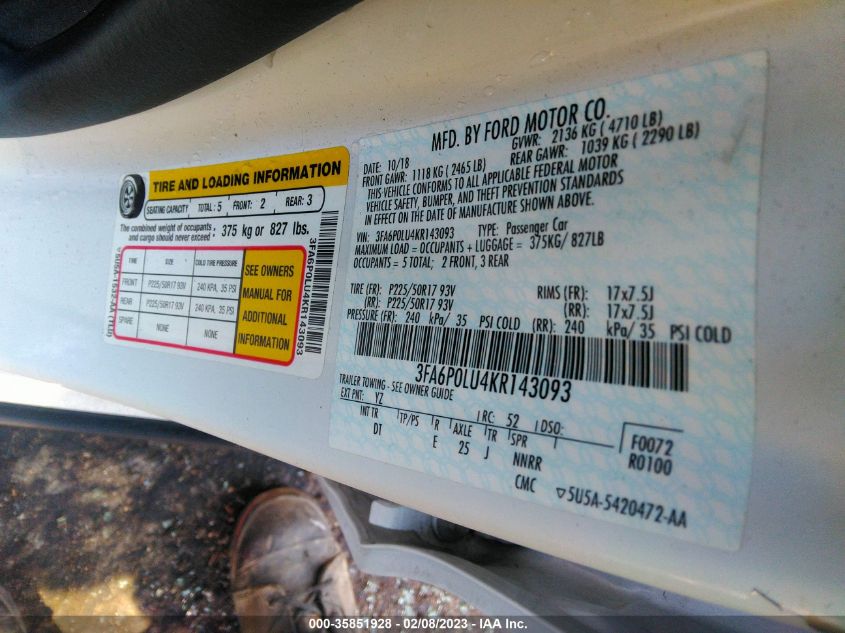 TIRE AND LOADING INFORMATION
SEATING CAPACITY TOTAL: 5 FRONT: 2 REAR: 3
The combined weight of occupants and cargo should never exceed: 375 kg or 827 lbs.
TIRE SIZE COLD TIRE PRESSURE
FRONT P225/50R17 93V 240 KPA, 35 PSI
REAR P225/50R17 93V 240 KPA, 35 PSI
SPARE NONE NONE
SEE OWNERS
MANUAL FOR
ADDITIONAL
INFORMATION
5U5A-1532-AA (TLU)
3FA6P0LU4KR143093
MFD. BY FORD MOTOR CO.
DATE: 10/18 GVWR: 2136 KG ( 4710 LB)
FRONT GAWR: 1118 KG ( 2465 LB) REAR GAWR: 1039 KG ( 2290 LB)
THIS VEHICLE CONFORMS TO ALL APPLICABLE FEDERAL MOTOR
VEHICLE SAFETY, BUMPER, AND THEFT PREVENTION STANDARDS
IN EFFECT ON THE DATE OF MANUFACTURE SHOWN ABOVE.
VIN: 3FA6P0LU4KR143093 TYPE: Passenger Car
MAXIMUM LOAD = OCCUPANTS + LUGGAGE = 375KG/ 827LB
OCCUPANTS = 5 TOTAL; 2 FRONT, 3 REAR
TIRE (FR): P225/50R17 93V RIMS (FR): 17x7.5J
(RR): P225/50R17 93V (RR): 17x7.5J
PRESSURE (FR): 240 kPa/ 35 PSI COLD (RR): 240 kPa/ 35 PSI COLD
3FA6P0LU4KR143093
TRAILER TOWING - SEE OWNER GUIDE
EXT PNT: YZ RC: 52 DSO:
INT TR TP/PS R AXLE TR SPR
DT E 25 J NNRR
F0072
R0100
CMC 5U5A-5420472-AA
000-35851928 - 02/08/2023 - IAA Inc.